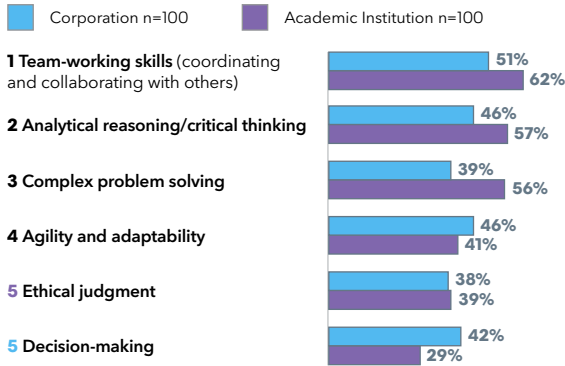 Corporation n=100 Academic Institution n=100
1 Team-working skills (coordinating
and collaborating with others)
51%
62%
2 Analytical reasoning/critical thinking
46%
57%
3 Complex problem solving
39%
56%
4 Agility and adaptability
46%
41%
5 Ethical judgment
38%
39%
5 Decision-making
42%
29%